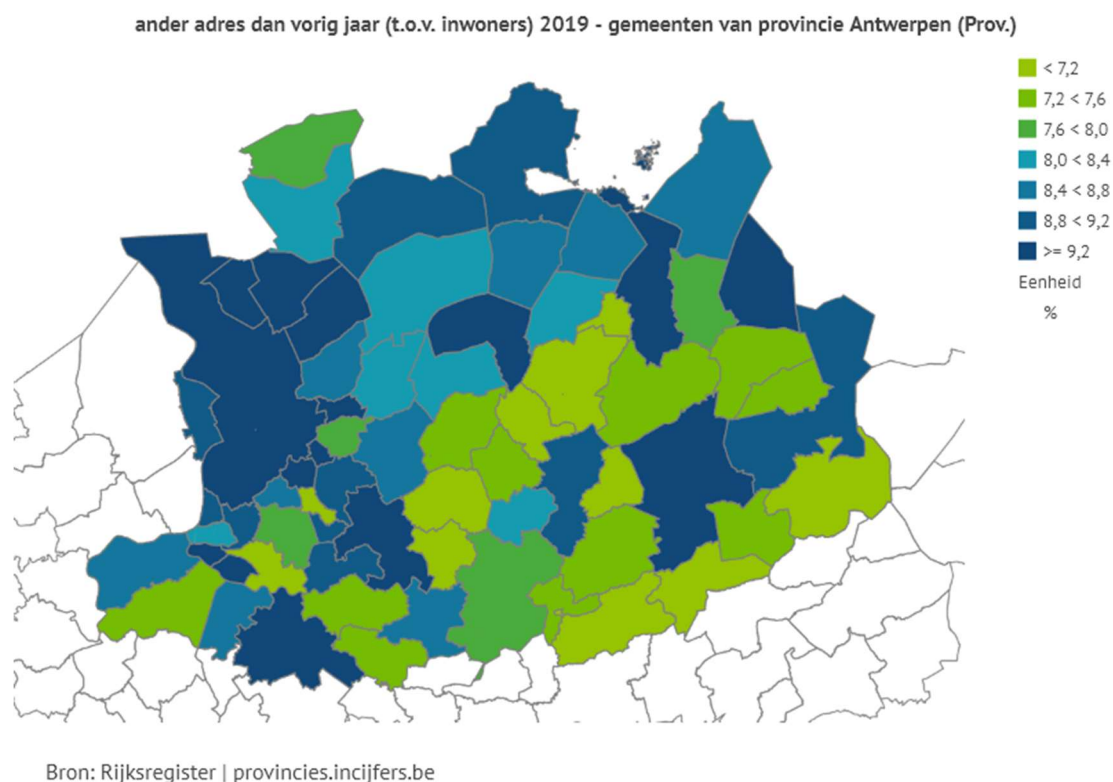 ander adres dan vorig jaar (t.o.v. inwoners) 2019 - gemeenten van provincie Antwerpen (Prov.)
< 7,2
7,2 < 7,6
7,6 < 8,0
8,0 < 8,4
8,4 < 8,8
8,8 < 9,2
>= 9,2
Eenheid
%
Bron: Rijksregister | provincies.incijfers.be